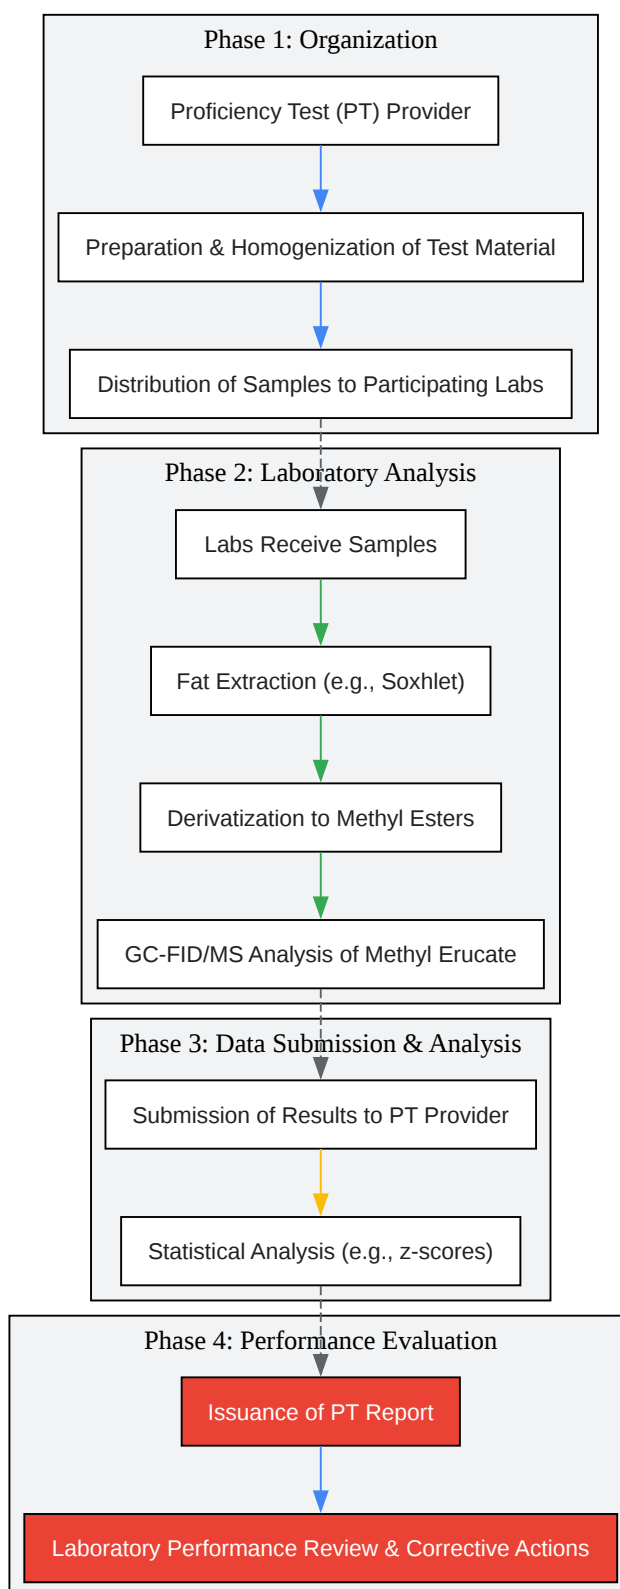 Phase 1: Organization
Proficiency Test (PT) Provider
Preparation & Homogenization of Test Material
Distribution of Samples to Participating Labs
Phase 2: Laboratory Analysis
Labs Receive Samples
Fat Extraction (e.g., Soxhlet)
Derivatization to Methyl Esters
GC-FID/MS Analysis of Methyl Erucate
Phase 3: Data Submission & Analysis
Submission of Results to PT Provider
Statistical Analysis (e.g., z-scores)
Phase 4: Performance Evaluation
Issuance of PT Report
Laboratory Performance Review & Corrective Actions